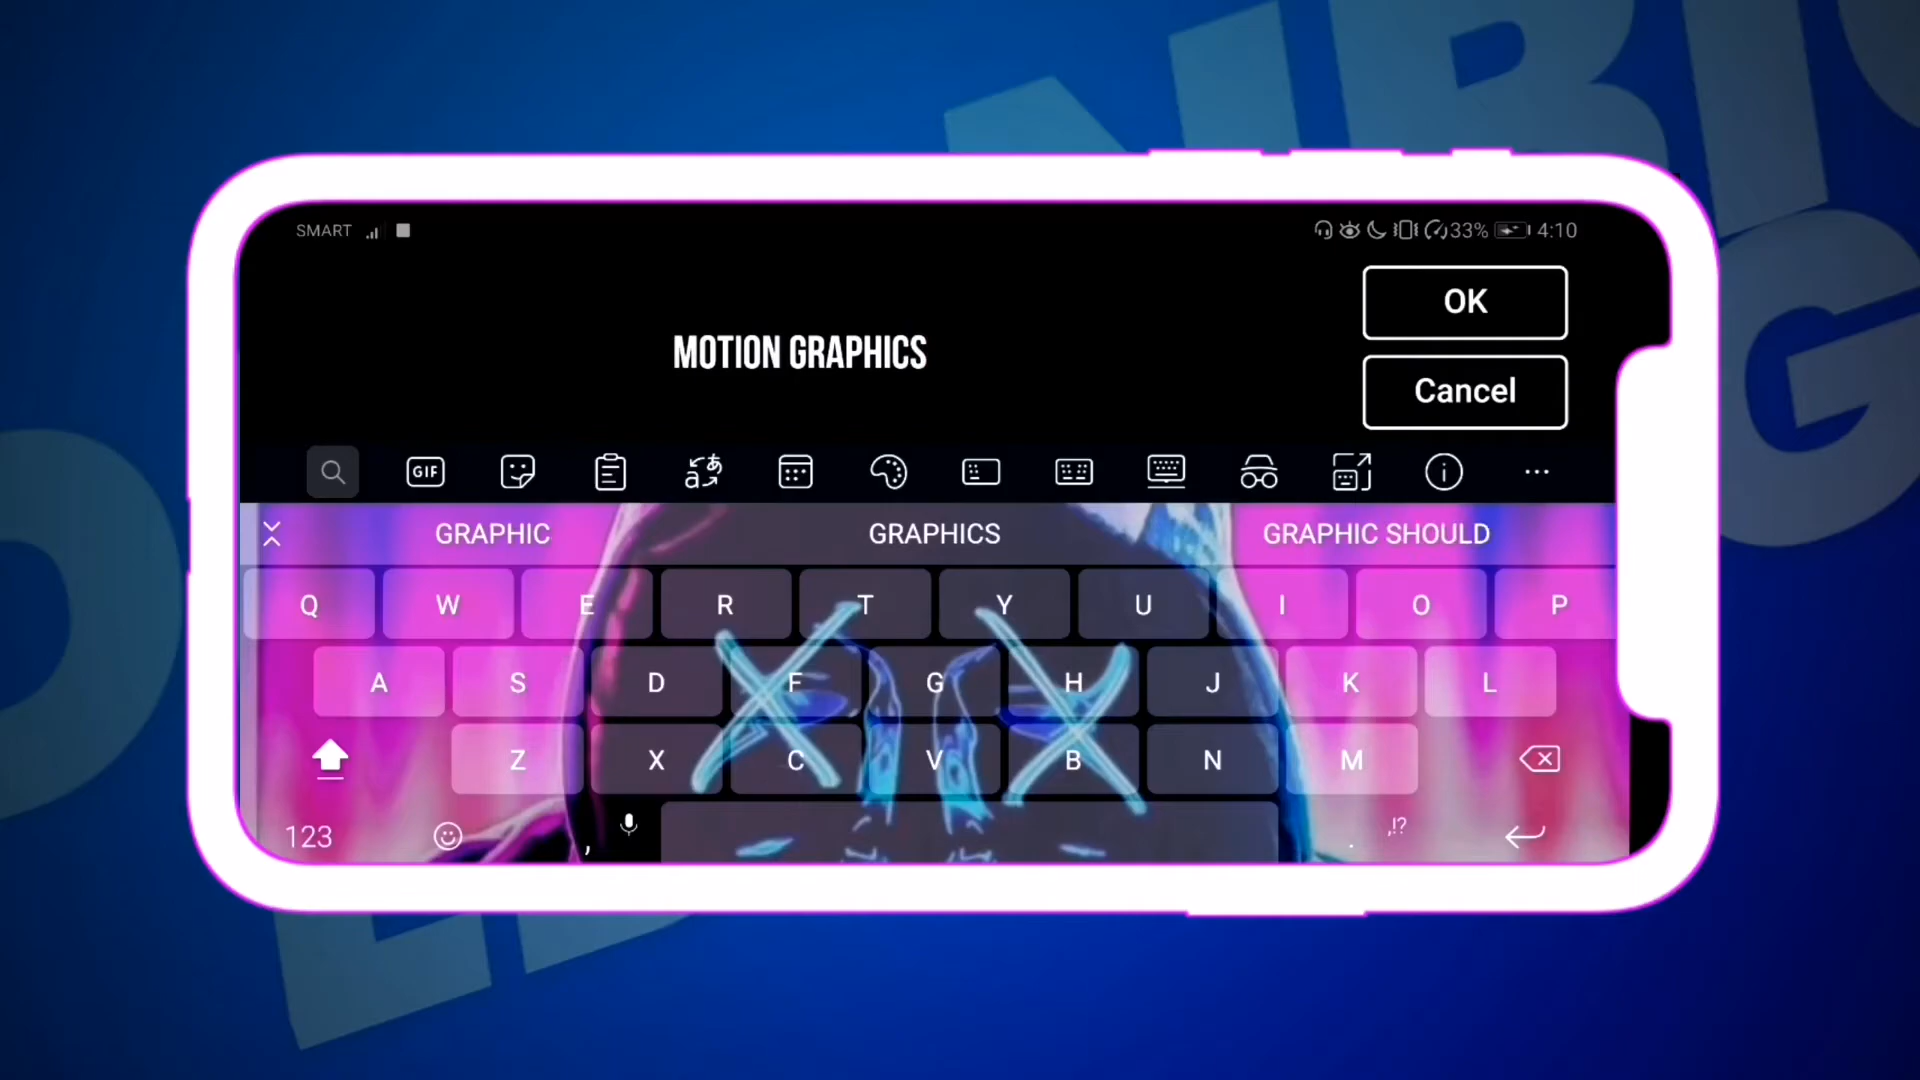 SMART 33% 4:10
OK
MOTION GRAPHICS
Cancel
GIF
GRAPHIC GRAPHICS GRAPHIC SHOULD
Q W E R T Y U I O P
A S D F G H J K L
Z X C V B N M
123 , . ,!?